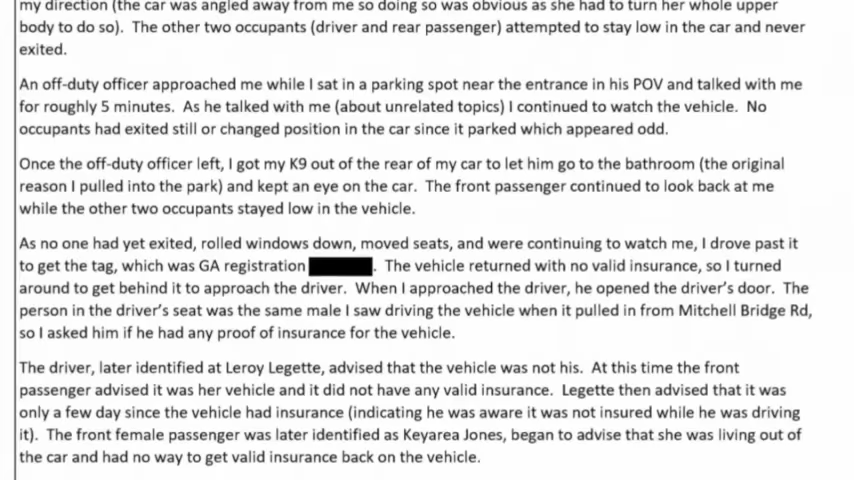 my direction (the car was angled away from me so doing so was obvious as she had to turn her whole upper
body to do so).  The other two occupants (driver and rear passenger) attempted to stay low in the car and never
exited.
An off-duty officer approached me while I sat in a parking spot near the entrance in his POV and talked with me
for roughly 5 minutes.  As he talked with me (about unrelated topics) I continued to watch the vehicle.  No
occupants had exited still or changed position in the car since it parked which appeared odd.
Once the off-duty officer left, I got my K9 out of the rear of my car to let him go to the bathroom (the original
reason I pulled into the park) and kept an eye on the car.  The front passenger continued to look back at me
while the other two occupants stayed low in the vehicle.
As no one had yet exited, rolled windows down, moved seats, and were continuing to watch me, I drove past it
to get the tag, which was GA registration .  The vehicle returned with no valid insurance, so I turned
around to get behind it to approach the driver.  When I approached the driver, he opened the driver's door.  The
person in the driver's seat was the same male I saw driving the vehicle when it pulled in from Mitchell Bridge Rd,
so I asked him if he had any proof of insurance for the vehicle.
The driver, later identified at Leroy Legette, advised that the vehicle was not his.  At this time the front
passenger advised it was her vehicle and it did not have any valid insurance.  Legette then advised that it was
only a few day since the vehicle had insurance (indicating he was aware it was not insured while he was driving
it).  The front female passenger was later identified as Keyarea Jones, began to advise that she was living out of
the car and had no way to get valid insurance back on the vehicle.